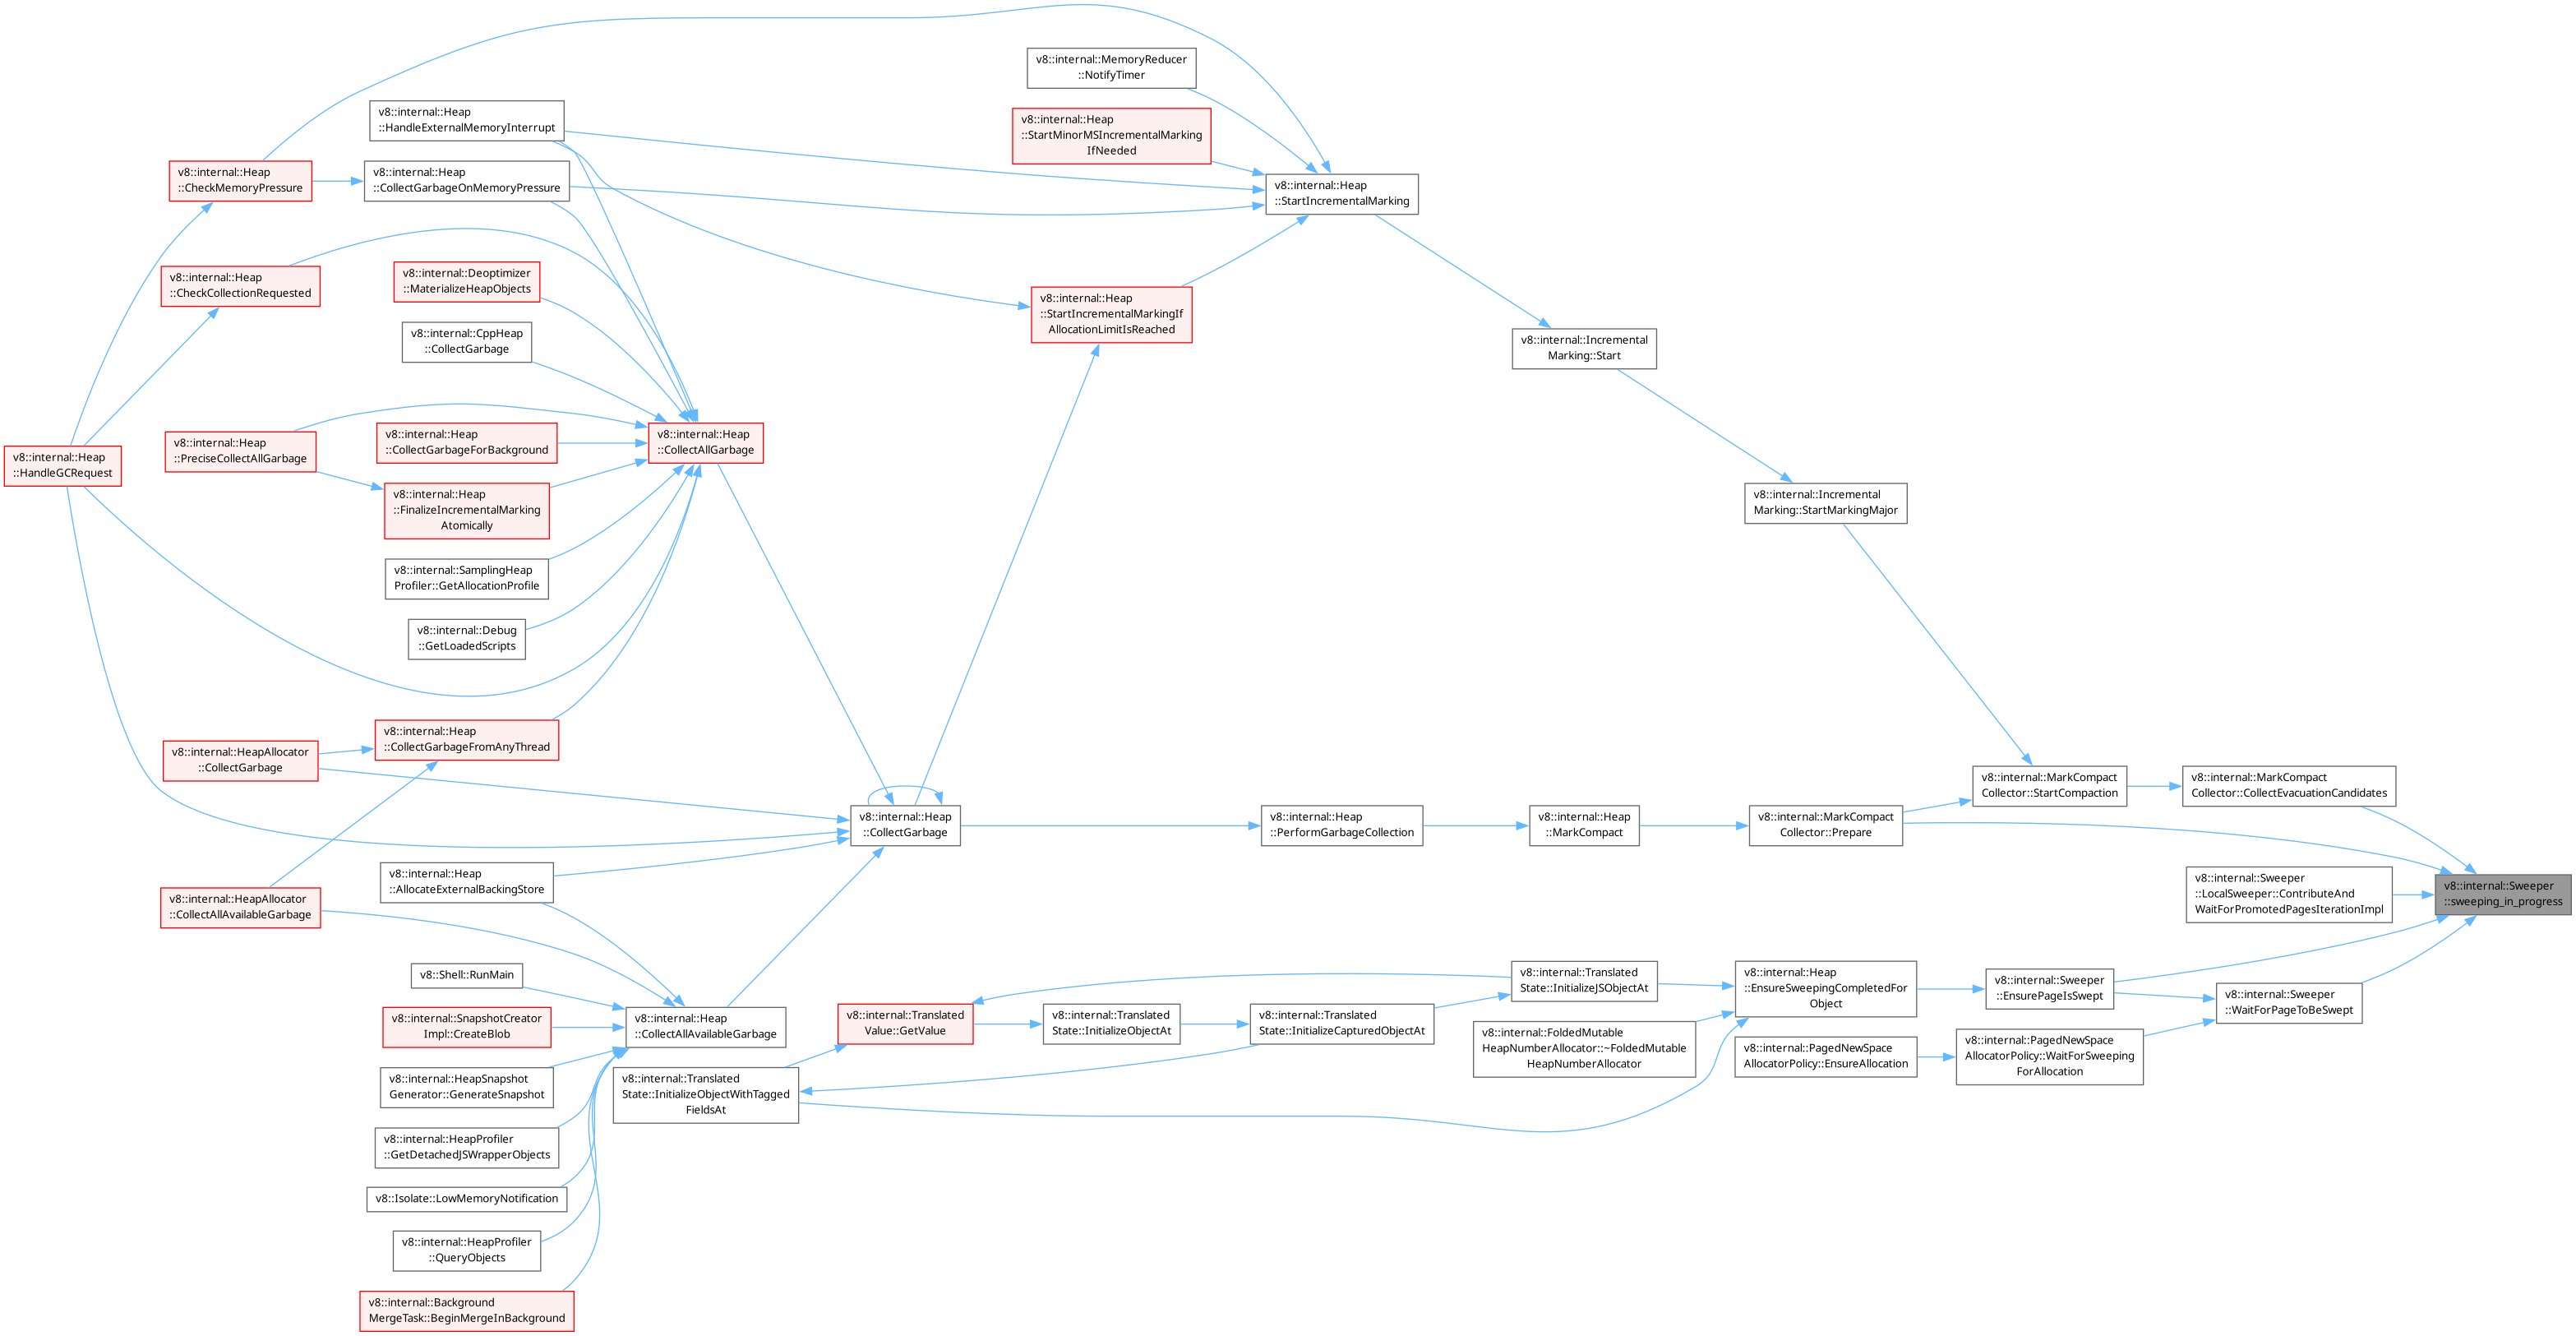 v8::internal::MemoryReducer
::NotifyTimer
v8::internal::Heap
::HandleExternalMemoryInterrupt
v8::internal::Heap
::StartMinorMSIncrementalMarking
IfNeeded
v8::internal::Heap
::CheckMemoryPressure
v8::internal::Heap
::CollectGarbageOnMemoryPressure
v8::internal::Heap
::StartIncrementalMarking
v8::internal::Heap
::CheckCollectionRequested
v8::internal::Deoptimizer
::MaterializeHeapObjects
v8::internal::Heap
::StartIncrementalMarkingIf
AllocationLimitIsReached
v8::internal::CppHeap
::CollectGarbage
v8::internal::Incremental
Marking::Start
v8::internal::Heap
::HandleGCRequest
v8::internal::Heap
::PreciseCollectAllGarbage
v8::internal::Heap
::CollectGarbageForBackground
v8::internal::Heap
::CollectAllGarbage
v8::internal::Heap
::FinalizeIncrementalMarking
Atomically
v8::internal::Incremental
Marking::StartMarkingMajor
v8::internal::SamplingHeap
Profiler::GetAllocationProfile
v8::internal::Debug
::GetLoadedScripts
v8::internal::HeapAllocator
::CollectGarbage
v8::internal::Heap
::CollectGarbageFromAnyThread
v8::internal::Heap
::CollectGarbage
v8::internal::Heap
::PerformGarbageCollection
v8::internal::Heap
::MarkCompact
v8::internal::MarkCompact
Collector::Prepare
v8::internal::MarkCompact
Collector::StartCompaction
v8::internal::MarkCompact
Collector::CollectEvacuationCandidates
v8::internal::HeapAllocator
::CollectAllAvailableGarbage
v8::internal::Heap
::AllocateExternalBackingStore
v8::internal::Sweeper
::LocalSweeper::ContributeAnd
WaitForPromotedPagesIterationImpl
v8::internal::Sweeper
::sweeping_in_progress
v8::Shell::RunMain
v8::internal::SnapshotCreator
Impl::CreateBlob
v8::internal::Heap
::CollectAllAvailableGarbage
v8::internal::Translated
Value::GetValue
v8::internal::Translated
State::InitializeObjectAt
v8::internal::Translated
State::InitializeCapturedObjectAt
v8::internal::Translated
State::InitializeJSObjectAt
v8::internal::Heap
::EnsureSweepingCompletedFor
Object
v8::internal::Sweeper
::EnsurePageIsSwept
v8::internal::Sweeper
::WaitForPageToBeSwept
v8::internal::FoldedMutable
HeapNumberAllocator::~FoldedMutable
HeapNumberAllocator
v8::internal::PagedNewSpace
AllocatorPolicy::EnsureAllocation
v8::internal::PagedNewSpace
AllocatorPolicy::WaitForSweeping
ForAllocation
v8::internal::HeapSnapshot
Generator::GenerateSnapshot
v8::internal::Translated
State::InitializeObjectWithTagged
FieldsAt
v8::internal::HeapProfiler
::GetDetachedJSWrapperObjects
v8::Isolate::LowMemoryNotification
v8::internal::HeapProfiler
::QueryObjects
v8::internal::Background
MergeTask::BeginMergeInBackground